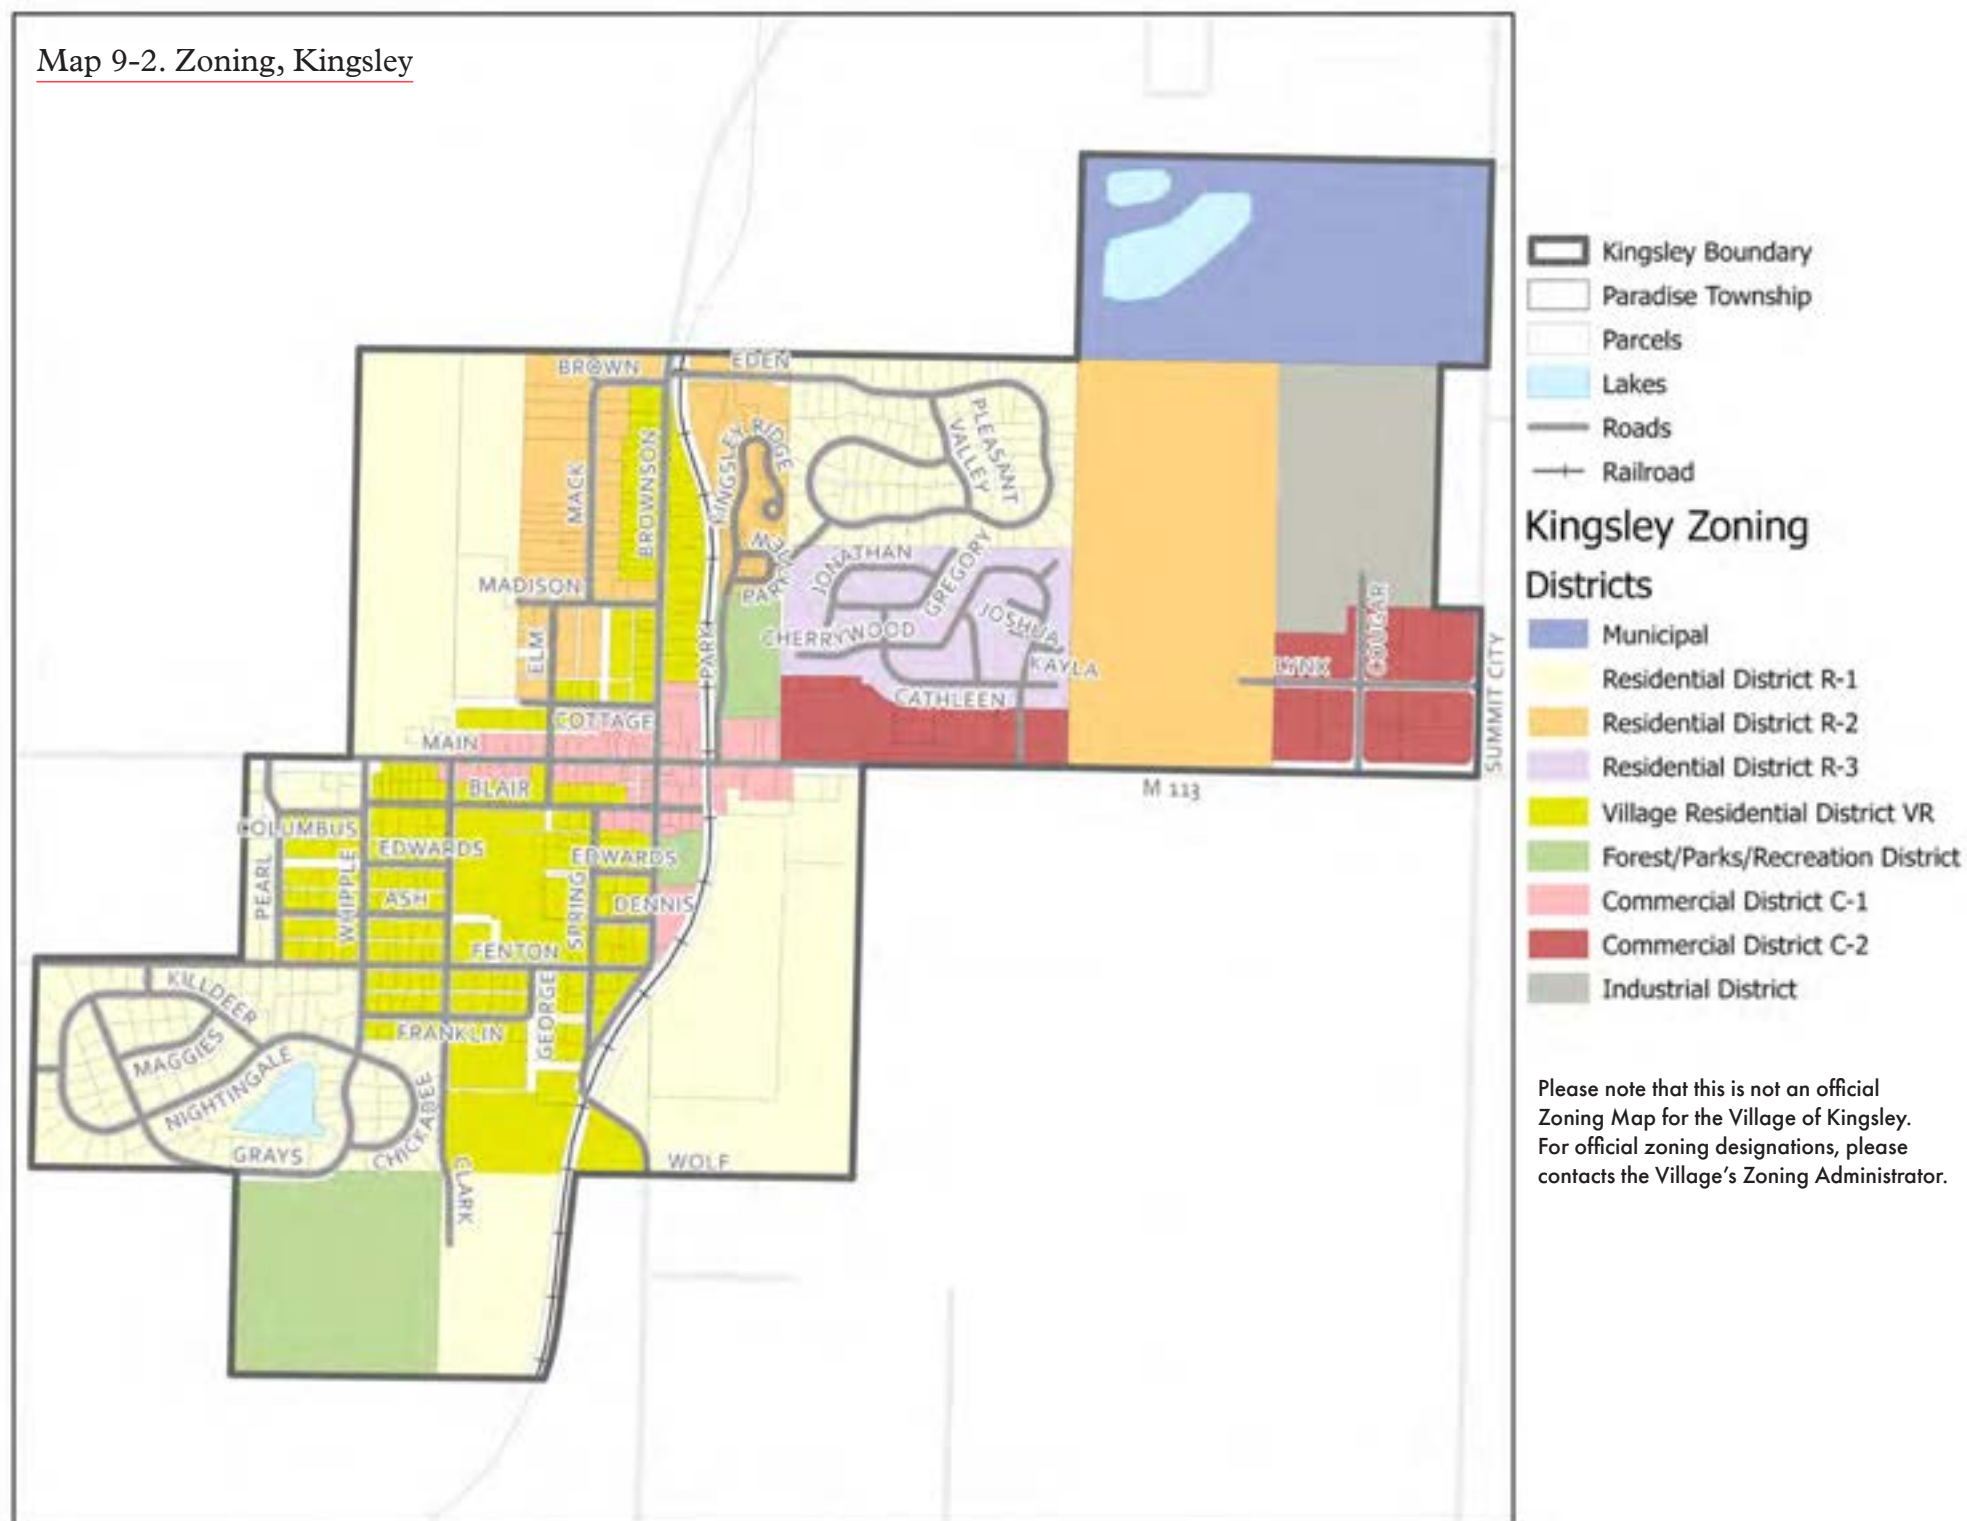 Map 9-2. Zoning, Kingsley
BROWN
EDEN
PLEASANT
VALLEY
KINGSLEY RIDGE
MACK
BROWNSON
PARK VIEW
JONATHAN
GREGORY
MADISON
JOSHUA
CHERRYWOOD
ELM
PARK
KAYLA
CATHLEEN
LYNK
COUGAR
SUMMIT CITY
COTTAGE
MAIN
M 113
BLAIR
COLUMBUS
EDWARDS
EDWARDS
PEARL
WHIPPLE
ASH
SPRING
DENNIS
FENTON
KILLDEER
GEORGE
FRANKLIN
MAGGIES
NIGHTINGALE
CHICKABEE
GRAYS
CLARK
WOLF
Kingsley Boundary
Paradise Township
Parcels
Lakes
Roads
Railroad
Kingsley Zoning
Districts
Municipal
Residential District R-1
Residential District R-2
Residential District R-3
Village Residential District VR
Forest/Parks/Recreation District
Commercial District C-1
Commercial District C-2
Industrial District
Please note that this is not an official
Zoning Map for the Village of Kingsley.
For official zoning designations, please
contacts the Village's Zoning Administrator.